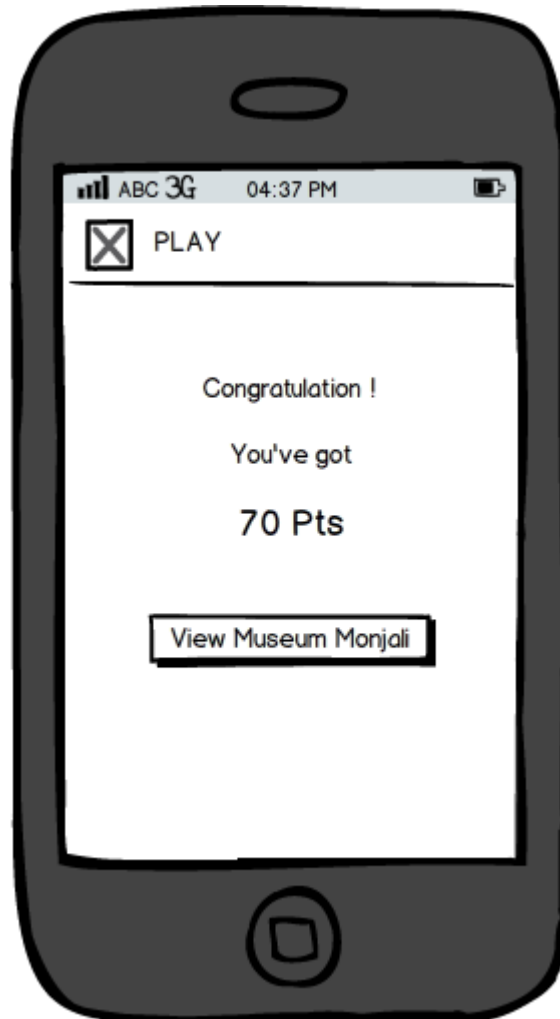 ABC 3G 04:37 PM
PLAY
Congratulation !
You've got
70 Pts
View Museum Monjali